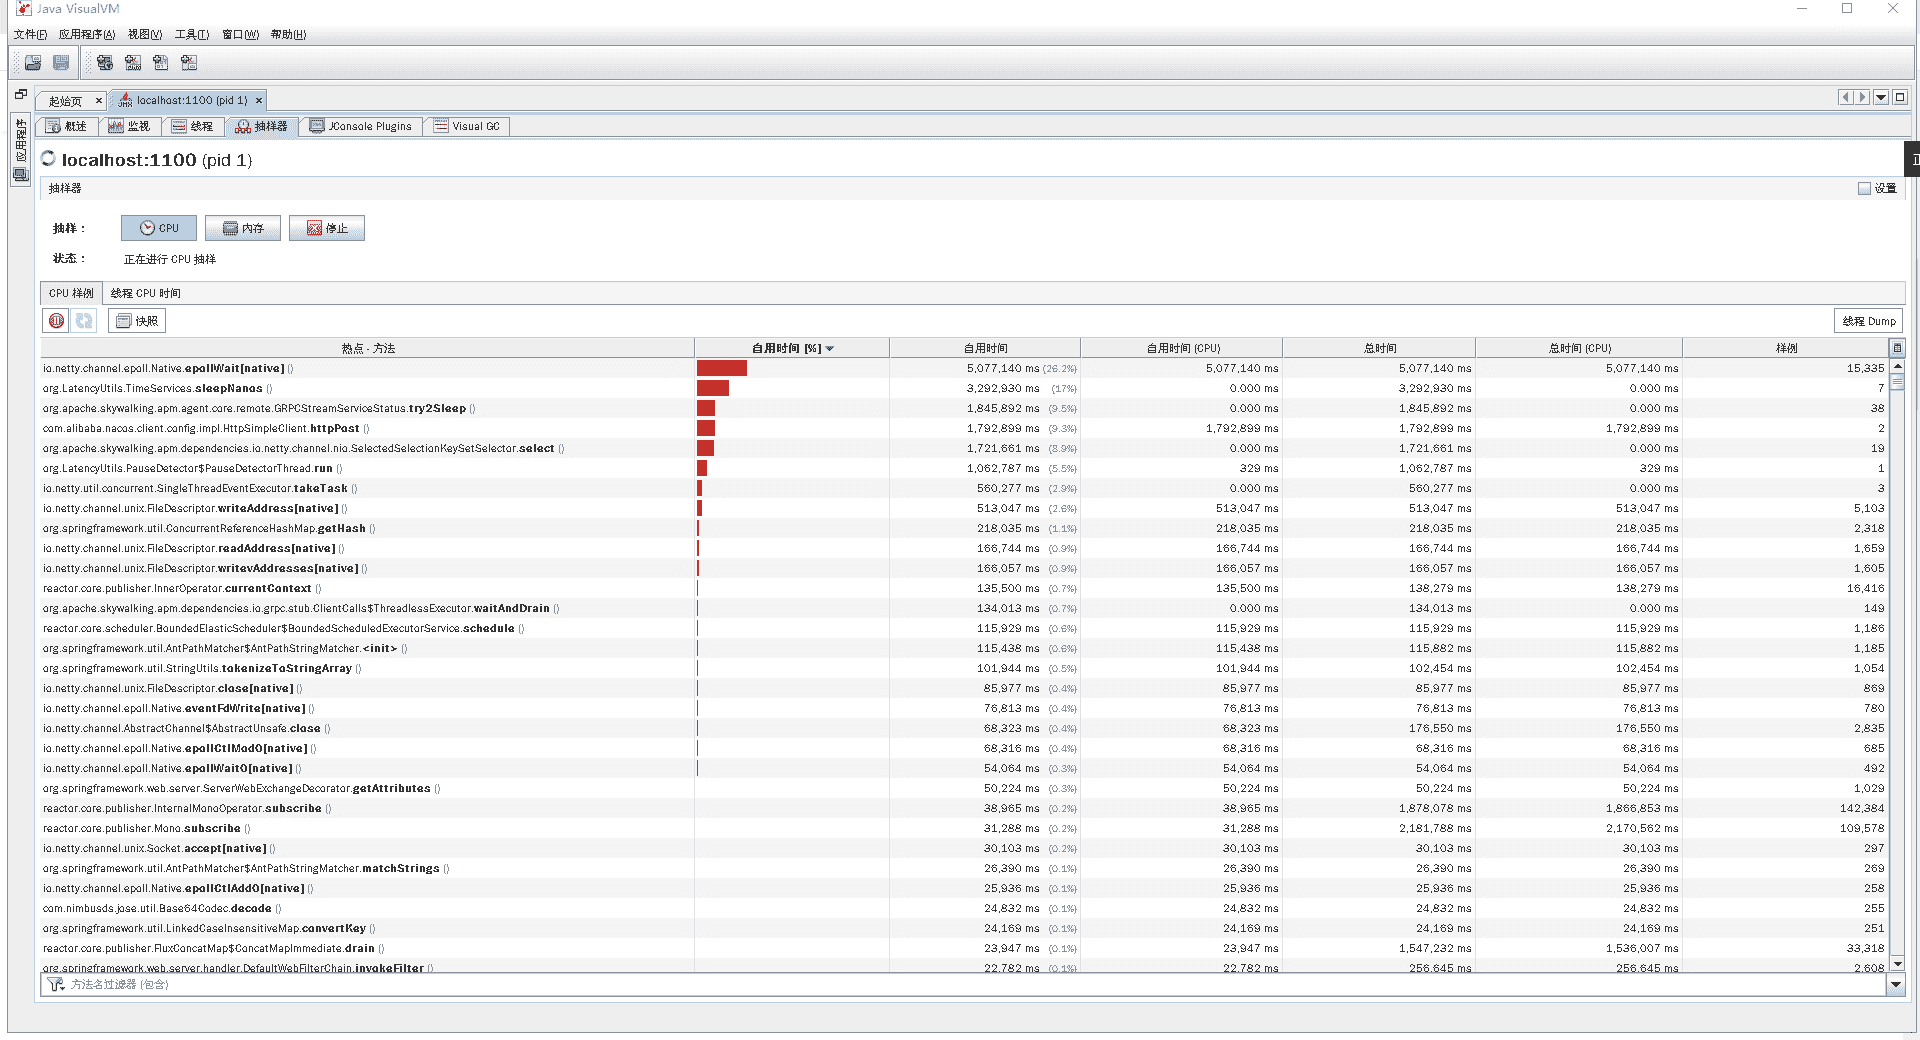 Java VisualVM
文件(F) 应用程序(A) 视图(V) 工具(T) 窗口(W) 帮助(H)
起始页 × localhost:1100 (pid 1) ×
应用程序
概述 监视 线程 抽样器 JConsole Plugins Visual GC
localhost:1100 (pid 1)
抽样器 设置
抽样： CPU 内存 停止
状态： 正在进行 CPU 抽样
CPU 样例 线程 CPU 时间
快照 线程 Dump
热点 - 方法 自用时间 [%] 自用时间 自用时间 (CPU) 总时间 总时间 (CPU) 样例
io.netty.channel.epoll.Native.epollWait[native] () 5,077,140 ms (26.2%) 5,077,140 ms 5,077,140 ms 5,077,140 ms 15,335
org.LatencyUtils.TimeServices.sleepNanos () 3,292,930 ms (17%) 0.000 ms 3,292,930 ms 0.000 ms 7
org.apache.skywalking.apm.agent.core.remote.GRPCStreamServiceStatus.try2Sleep () 1,845,892 ms (9.5%) 0.000 ms 1,845,892 ms 0.000 ms 38
com.alibaba.nacos.client.config.impl.HttpSimpleClient.httpPost () 1,792,899 ms (9.3%) 1,792,899 ms 1,792,899 ms 1,792,899 ms 2
org.apache.skywalking.apm.dependencies.io.netty.channel.nio.SelectedSelectionKeySetSelector.select () 1,721,661 ms (8.9%) 0.000 ms 1,721,661 ms 0.000 ms 19
org.LatencyUtils.PauseDetector$PauseDetectorThread.run () 1,062,787 ms (5.5%) 329 ms 1,062,787 ms 329 ms 1
io.netty.util.concurrent.SingleThreadEventExecutor.takeTask () 560,277 ms (2.9%) 0.000 ms 560,277 ms 0.000 ms 3
io.netty.channel.unix.FileDescriptor.writeAddress[native] () 513,047 ms (2.6%) 513,047 ms 513,047 ms 513,047 ms 5,103
org.springframework.util.ConcurrentReferenceHashMap.getHash () 218,035 ms (1.1%) 218,035 ms 218,035 ms 218,035 ms 2,318
io.netty.channel.unix.FileDescriptor.readAddress[native] () 166,744 ms (0.9%) 166,744 ms 166,744 ms 166,744 ms 1,659
io.netty.channel.unix.FileDescriptor.writevAddresses[native] () 166,057 ms (0.9%) 166,057 ms 166,057 ms 166,057 ms 1,605
reactor.core.publisher.InnerOperator.currentContext () 135,500 ms (0.7%) 135,500 ms 138,279 ms 138,279 ms 16,416
org.apache.skywalking.apm.dependencies.io.grpc.stub.ClientCalls$ThreadlessExecutor.waitAndDrain () 134,013 ms (0.7%) 0.000 ms 134,013 ms 0.000 ms 149
reactor.core.scheduler.BoundedElasticScheduler$BoundedScheduledExecutorService.schedule () 115,929 ms (0.6%) 115,929 ms 115,929 ms 115,929 ms 1,186
org.springframework.util.AntPathMatcher$AntPathStringMatcher.<init> () 115,438 ms (0.6%) 115,438 ms 115,882 ms 115,882 ms 1,185
org.springframework.util.StringUtils.tokenizeToStringArray () 101,944 ms (0.5%) 101,944 ms 102,454 ms 102,454 ms 1,054
io.netty.channel.unix.FileDescriptor.close[native] () 85,977 ms (0.4%) 85,977 ms 85,977 ms 85,977 ms 869
io.netty.channel.epoll.Native.eventFdWrite[native] () 76,813 ms (0.4%) 76,813 ms 76,813 ms 76,813 ms 780
io.netty.channel.AbstractChannel$AbstractUnsafe.close () 68,323 ms (0.4%) 68,323 ms 176,550 ms 176,550 ms 2,835
io.netty.channel.epoll.Native.epollCtlMod0[native] () 68,316 ms (0.4%) 68,316 ms 68,316 ms 68,316 ms 685
io.netty.channel.epoll.Native.epollWait0[native] () 54,064 ms (0.3%) 54,064 ms 54,064 ms 54,064 ms 492
org.springframework.web.server.ServerWebExchangeDecorator.getAttributes () 50,224 ms (0.3%) 50,224 ms 50,224 ms 50,224 ms 1,029
reactor.core.publisher.InternalMonoOperator.subscribe () 38,965 ms (0.2%) 38,965 ms 1,878,078 ms 1,866,853 ms 142,384
reactor.core.publisher.Mono.subscribe () 31,288 ms (0.2%) 31,288 ms 2,181,788 ms 2,170,562 ms 109,578
io.netty.channel.unix.Socket.accept[native] () 30,103 ms (0.2%) 30,103 ms 30,103 ms 30,103 ms 297
org.springframework.util.AntPathMatcher$AntPathStringMatcher.matchStrings () 26,390 ms (0.1%) 26,390 ms 26,390 ms 26,390 ms 269
io.netty.channel.epoll.Native.epollCtlAdd0[native] () 25,936 ms (0.1%) 25,936 ms 25,936 ms 25,936 ms 258
com.nimbusds.jose.util.Base64Codec.decode () 24,832 ms (0.1%) 24,832 ms 24,832 ms 24,832 ms 255
org.springframework.util.LinkedCaseInsensitiveMap.convertKey () 24,169 ms (0.1%) 24,169 ms 24,169 ms 24,169 ms 251
reactor.core.publisher.FluxConcatMap$ConcatMapImmediate.drain () 23,947 ms (0.1%) 23,947 ms 1,547,232 ms 1,536,007 ms 33,318
org.springframework.web.server.handler.DefaultWebFilterChain.invokeFilter () 22,782 ms (0.1%) 22,782 ms 256,645 ms 256,645 ms 2,608
方法名过滤器 (包含)